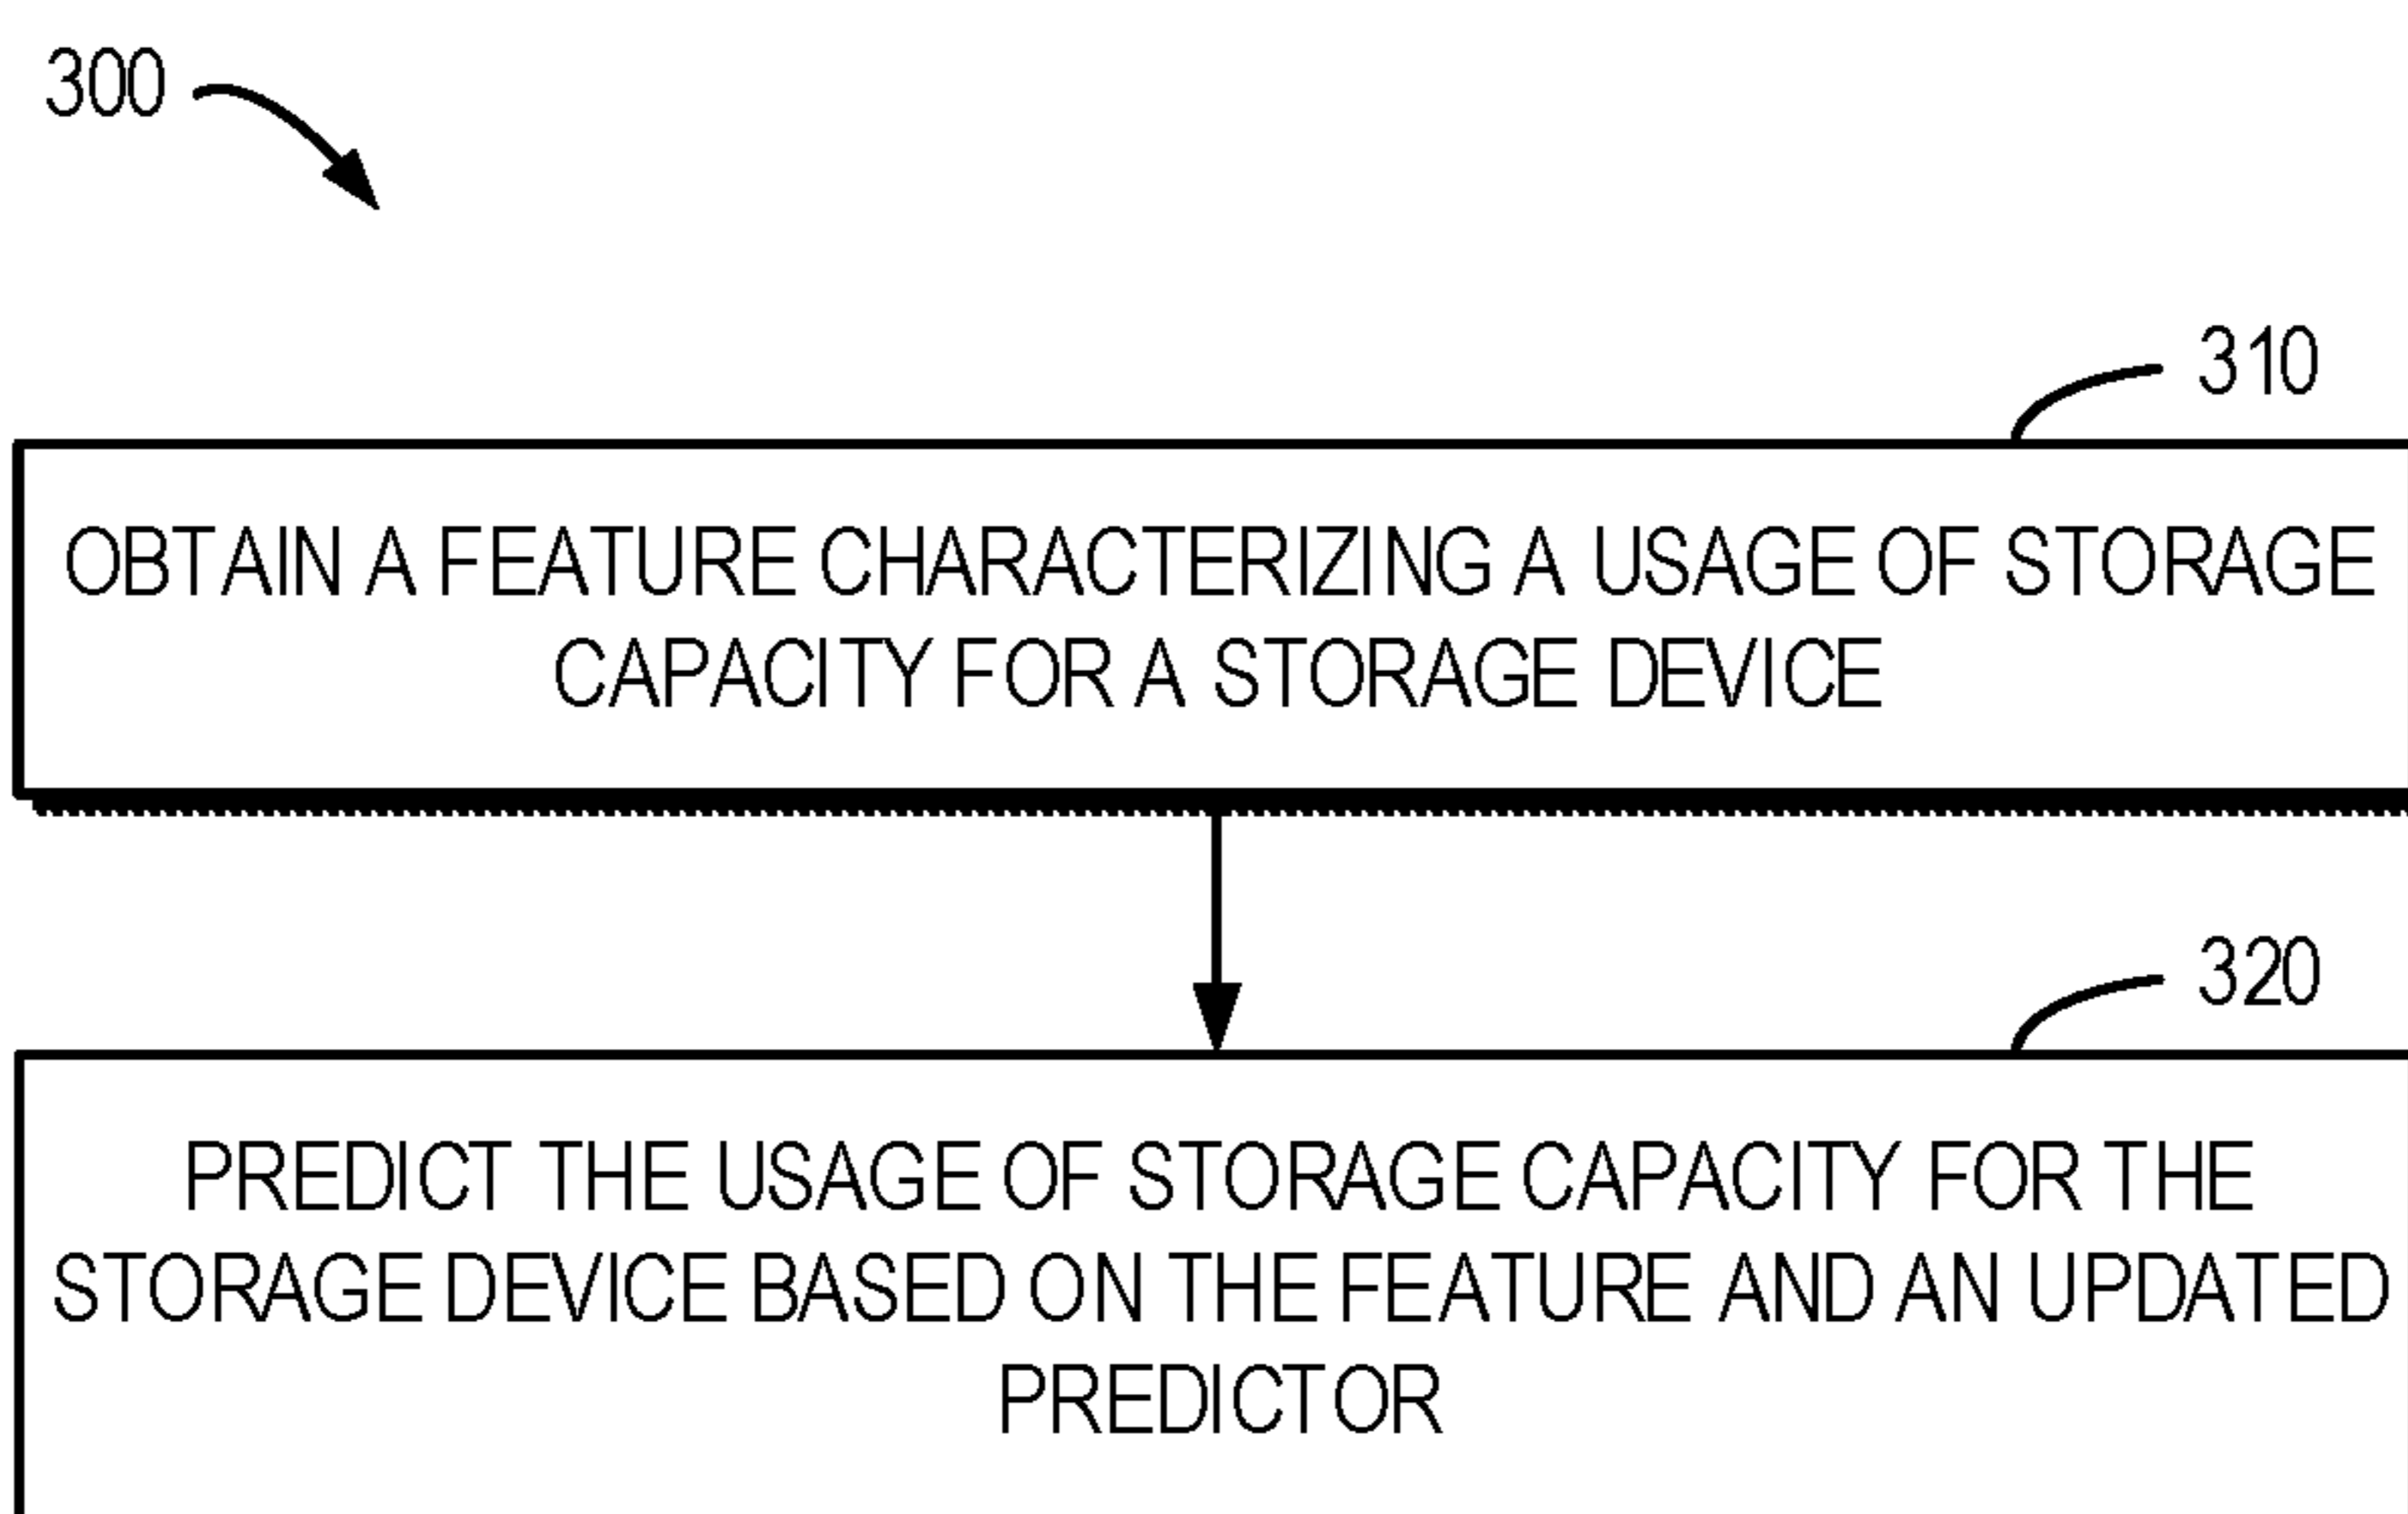 300
310
OBTAIN A FEATURE CHARACTERIZING A USAGE OF STORAGE
CAPACITY FOR A STORAGE DEVICE
320
PREDICT THE USAGE OF STORAGE CAPACITY FOR THE
STORAGE DEVICE BASED ON THE FEATURE AND AN UPDATED
PREDICTOR